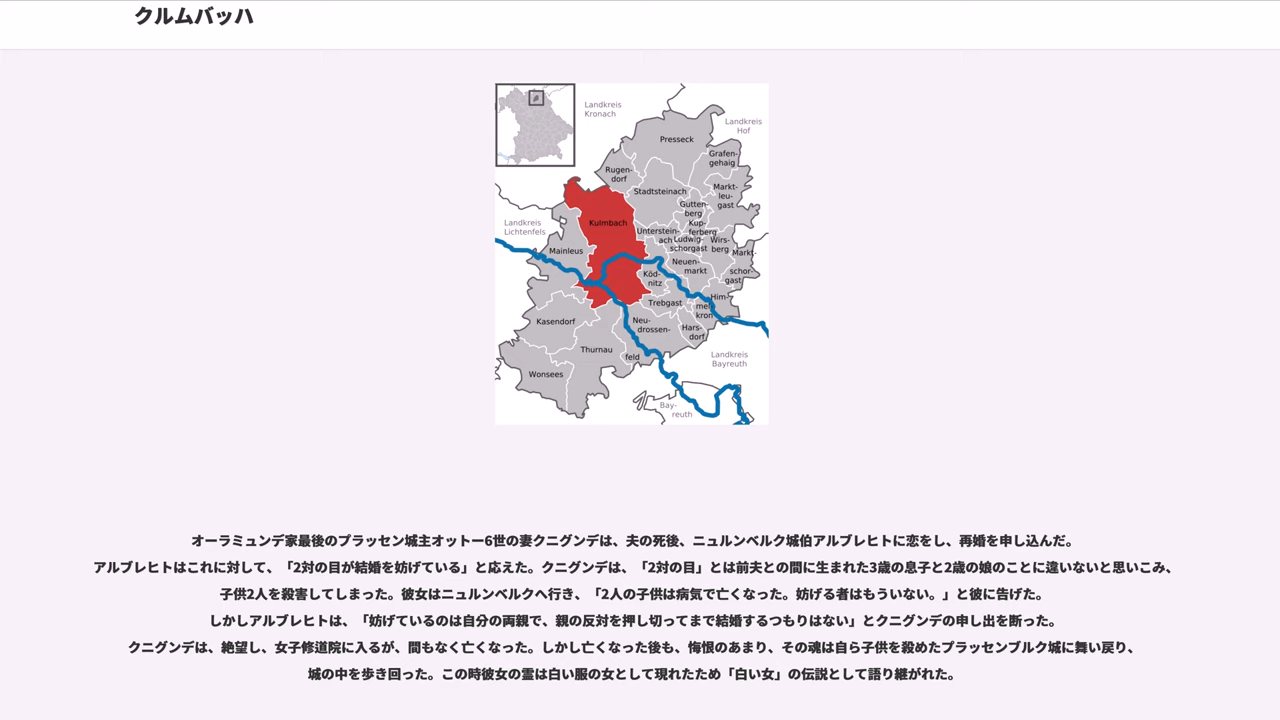 クルムバッハ
Landkreis
Kronach
Landkreis
Hof
Presseck
Grafen-
gehaig
Rugen-
dorf
Stadtsteinach
Markt-
leu-
gast
Gutten-
berg
Kup-
ferberg
Landkreis
Lichtenfels
Kulmbach
Unterstein-
ach
Ludwig-
schorgast
Wirs-
berg
Mainleus
Markt-
schor-
gast
Neuen-
markt
Köd-
nitz
Him-
mel-
kron
Trebgast
Kasendorf
Neu-
drossen-
feld
Hars-
dorf
Thurnau
Landkreis
Bayreuth
Wonsees
Bay-
reuth
オーラミュンデ家最後のプラッセン城主オットー6世の妻クニグンデは、夫の死後、ニュルンベルク城伯アルブレヒトに恋をし、再婚を申し込んだ。
アルブレヒトはこれに対して、「2対の目が結婚を妨げている」と応えた。クニグンデは、「2対の目」とは前夫との間に生まれた3歳の息子と2歳の娘のことに違いないと思いこみ、
子供2人を殺害してしまった。彼女はニュルンベルクへ行き、「2人の子供は病気で亡くなった。妨げる者はもういない。」と彼に告げた。
しかしアルブレヒトは、「妨げているのは自分の両親で、親の反対を押し切ってまで結婚するつもりはない」とクニグンデの申し出を断った。
クニグンデは、絶望し、女子修道院に入るが、間もなく亡くなった。しかし亡くなった後も、悔恨のあまり、その魂は自ら子供を殺めたプラッセンブルク城に舞い戻り、
城の中を歩き回った。この時彼女の霊は白い服の女として現れたため「白い女」の伝説として語り継がれた。